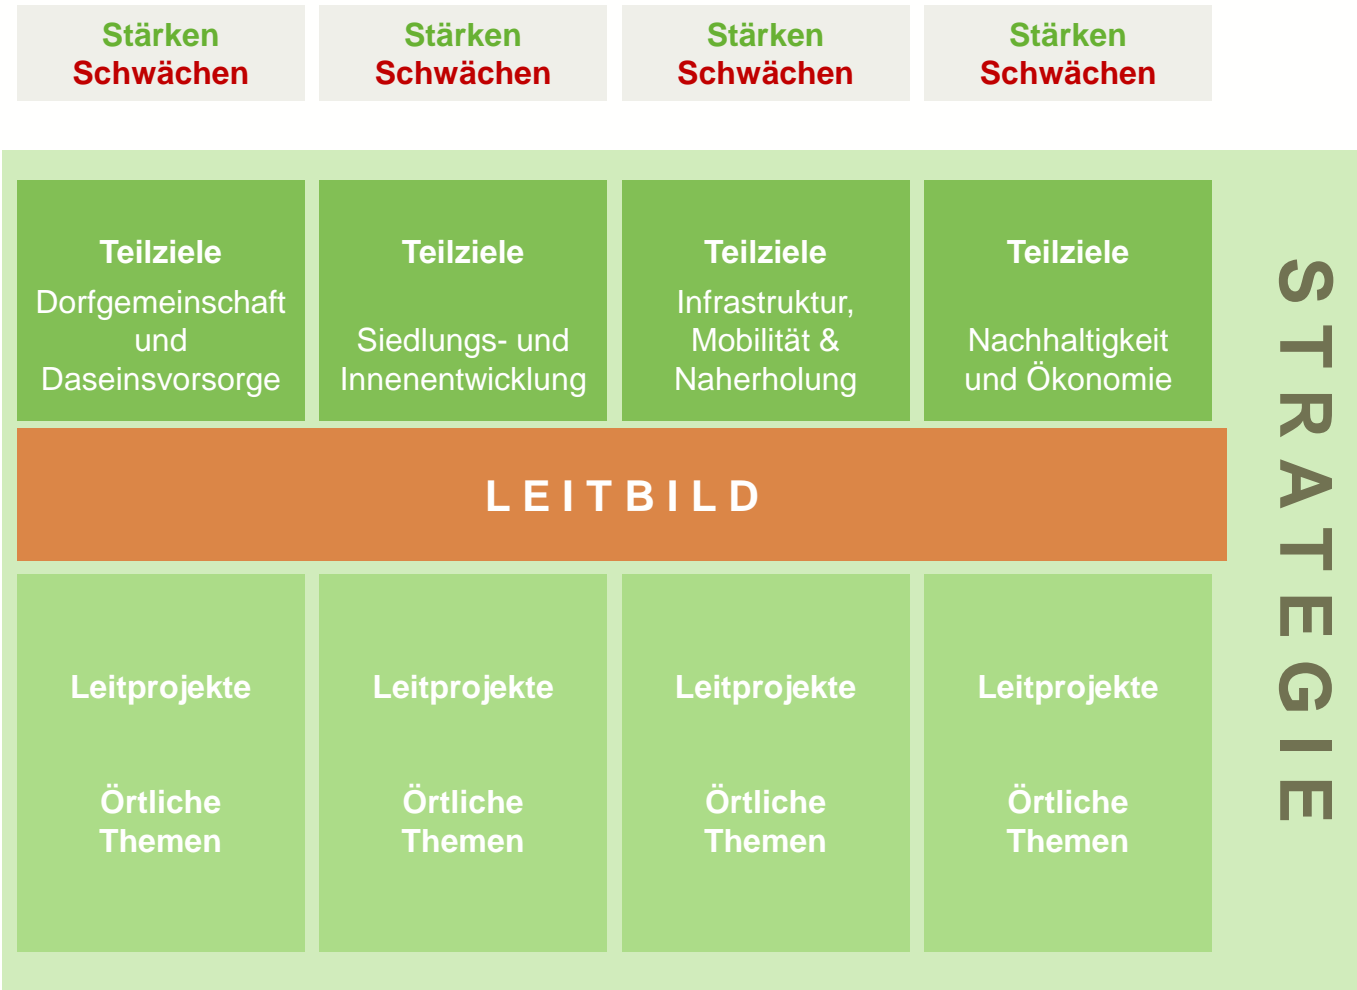 Stärken
Schwächen
Stärken
Schwächen
Stärken
Schwächen
Stärken
Schwächen
Teilziele
Dorfgemeinschaft
und
Daseinsvorsorge
Teilziele
Siedlungs- und
Innenentwicklung
Teilziele
Infrastruktur,
Mobilität &
Naherholung
Teilziele
Nachhaltigkeit
und Ökonomie
LEITBILD
Leitprojekte
Örtliche
Themen
Leitprojekte
Örtliche
Themen
Leitprojekte
Örtliche
Themen
Leitprojekte
Örtliche
Themen
STRATEGIE